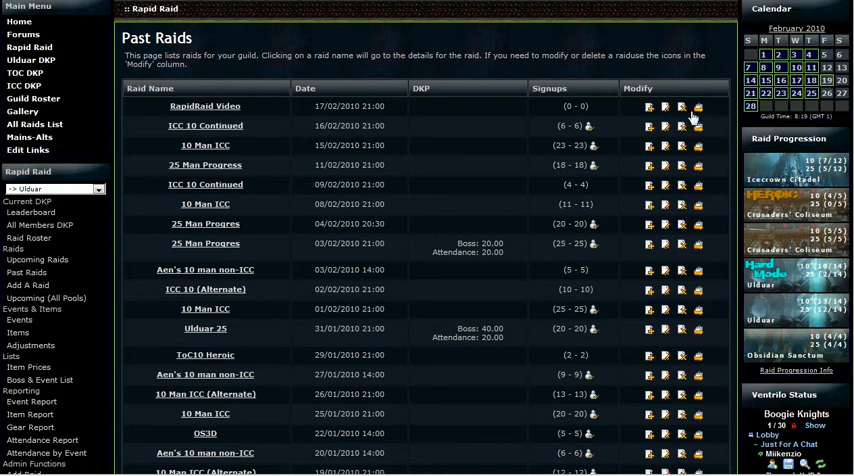 Main Menu
Home
Forums
Rapid Raid
Ulduar DKP
TOC DKP
ICC DKP
Guild Roster
Gallery
All Raids List
Mains-Alts
Edit Links
Rapid Raid
-> Ulduar
Current DKP
Leaderboard
All Members DKP
Raid Roster
Raids
Upcoming Raids
Past Raids
Add A Raid
Upcoming (All Pools)
Events & Items
Events
Items
Adjustments
Lists
Item Prices
Boss & Event List
Reporting
Event Report
Item Report
Gear Report
Attendance Report
Attendance by Event
Admin Functions
:: Rapid Raid
Past Raids
This page lists raids for your guild. Clicking on a raid name will go to the details for the raid. If you need to modify or delete a raiduse the icons in the
'Modify' column.
Raid Name Date DKP Signups Modify
RapidRaid Video 17/02/2010 21:00 (0 - 0)
ICC 10 Continued 16/02/2010 21:00 (6 - 6)
10 Man ICC 15/02/2010 21:00 (23 - 23)
25 Man Progress 11/02/2010 21:00 (18 - 18)
ICC 10 Continued 09/02/2010 21:00 (4 - 4)
10 Man ICC 08/02/2010 21:00 (11 - 11)
25 Man Progres 04/02/2010 20:30 (20 - 20)
25 Man Progres 03/02/2010 21:00 Boss: 20.00 (25 - 25)
Attendance: 20.00
Aen's 10 man non-ICC 03/02/2010 14:00 (5 - 5)
ICC 10 (Alternate) 02/02/2010 21:00 (10 - 10)
10 Man ICC 01/02/2010 21:00 (25 - 25)
Ulduar 25 31/01/2010 21:00 Boss: 40.00 (20 - 20)
Attendance: 20.00
ToC10 Heroic 29/01/2010 21:00 (2 - 2)
Aen's 10 man non-ICC 27/01/2010 14:00 (9 - 9)
10 Man ICC (Alternate) 26/01/2010 21:00 (13 - 13)
10 Man ICC 25/01/2010 21:00 (20 - 20)
OS3D 22/01/2010 14:00 (5 - 5)
Aen's 10 man non-ICC 20/01/2010 14:00 (6 - 6)
10 Man ICC (Alternate) 19/01/2010 21:00 (12 - 12)
Calendar
February 2010
S M T W T F S
1 2 3 4 5 6
7 8 9 10 11 12 13
14 15 16 17 18 19 20
21 22 23 24 25 26 27
28
Guild Time: 8:19 (GMT 1)
Raid Progression
10 (7/12)
25 (5/12)
Icecrown Citadel
HEROIC
10 (4/5)
25 (0/5)
Crusaders' Coliseum
10 (5/5)
25 (5/5)
Crusaders' Coliseum
Hard Mode
10 (10/14)
25 (2/14)
Ulduar
10 (13/14)
25 (12/14)
Ulduar
10 (4/4)
25 (4/4)
Obsidian Sanctum
Raid Progression Info
Ventrilo Status
Boogie Knights
1 / 30 Show
Lobby
Just For A Chat
Miikenzio